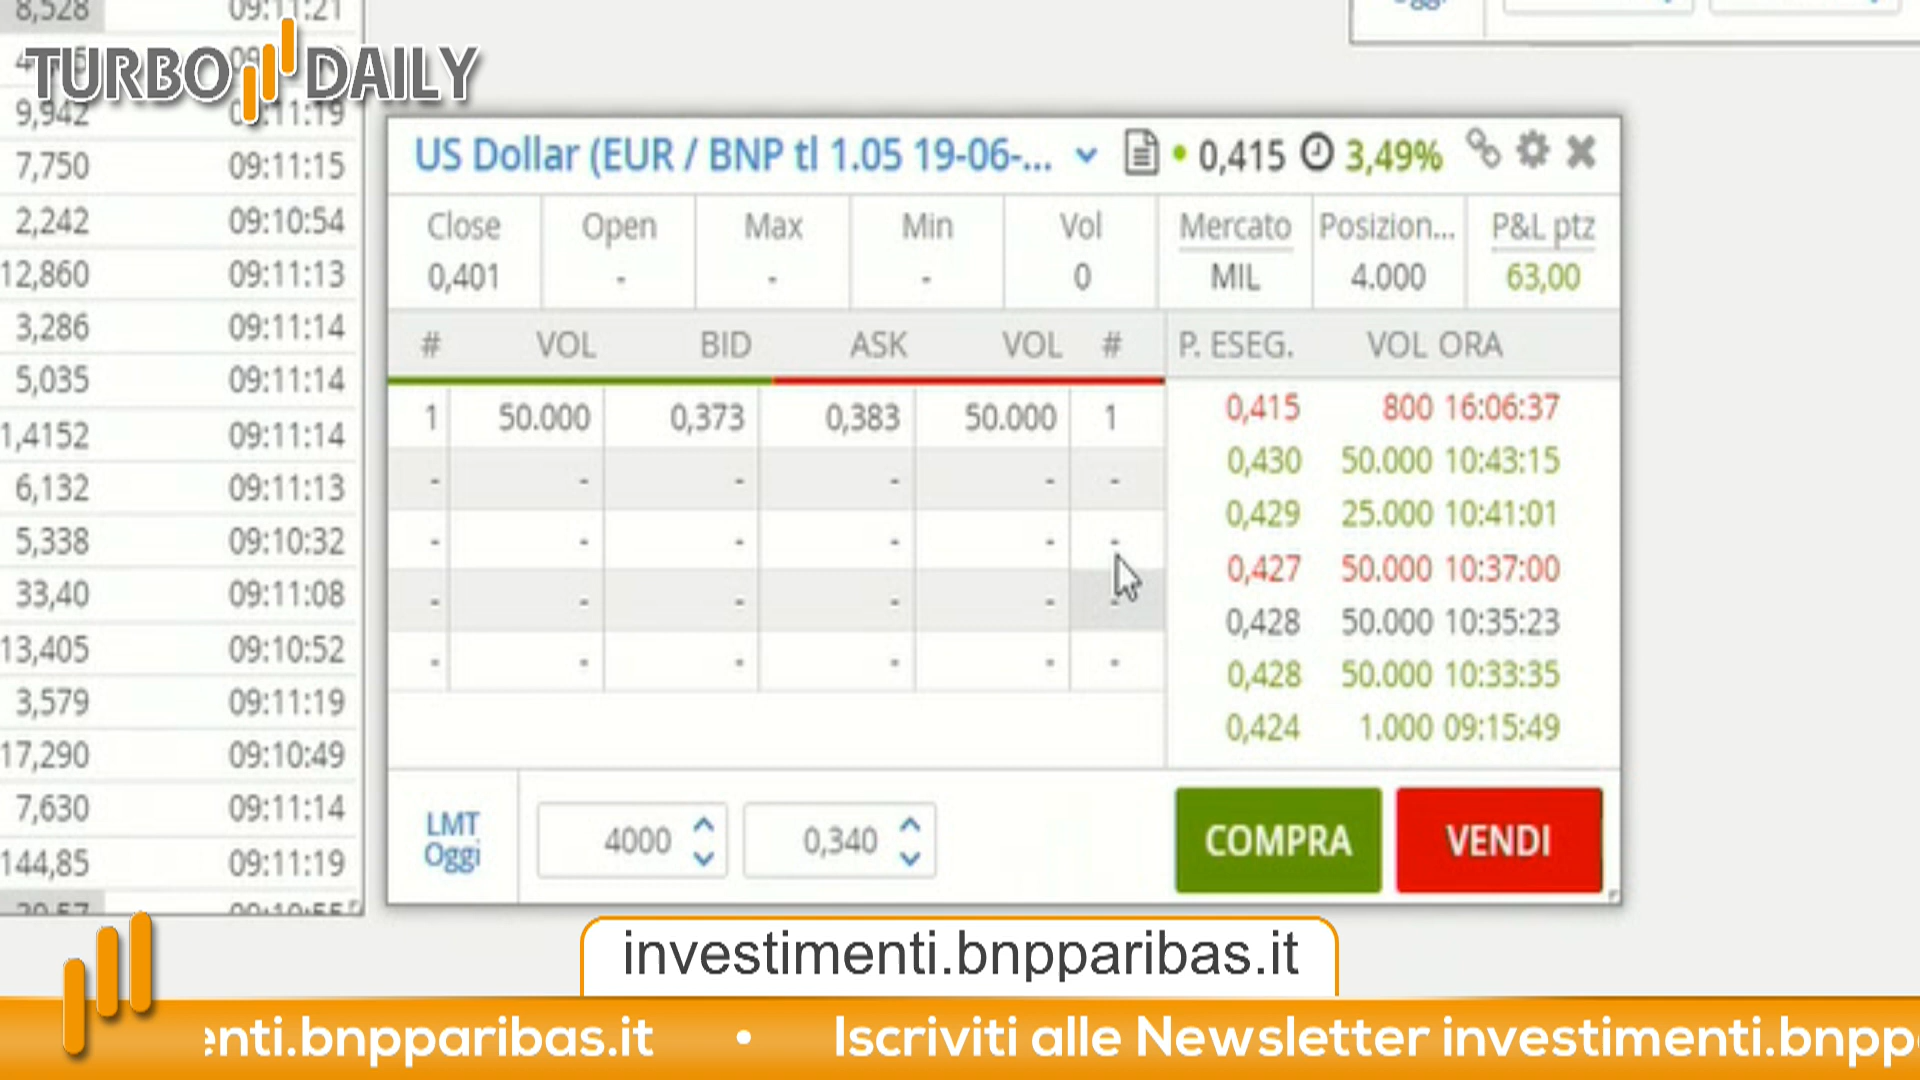 8,528 09:11:21
TURBO DAILY
9,942 09:11:19
7,750 09:11:15
2,242 09:10:54
12,860 09:11:13
3,286 09:11:14
5,035 09:11:14
1,4152 09:11:14
6,132 09:11:13
5,338 09:10:32
33,40 09:11:08
13,405 09:10:52
3,579 09:11:19
17,290 09:10:49
7,630 09:11:14
144,85 09:11:19
US Dollar (EUR / BNP tl 1.05 19-06-... 0,415 3,49%
Close Open Max Min Vol Mercato Posizion... P&L ptz
0,401 - - - 0 MIL 4.000 63,00
# VOL BID ASK VOL # P. ESEG. VOL ORA
1 50.000 0,373 0,383 50.000 1
- - - - - -
- - - - - -
- - - - - -
- - - - - -
0,415 800 16:06:37
0,430 50.000 10:43:15
0,429 25.000 10:41:01
0,427 50.000 10:37:00
0,428 50.000 10:35:23
0,428 50.000 10:33:35
0,424 1.000 09:15:49
LMT
Oggi
4000 0,340 COMPRA VENDI
investimenti.bnpparibas.it
enti.bnpparibas.it • Iscriviti alle Newsletter investimenti.bnpp